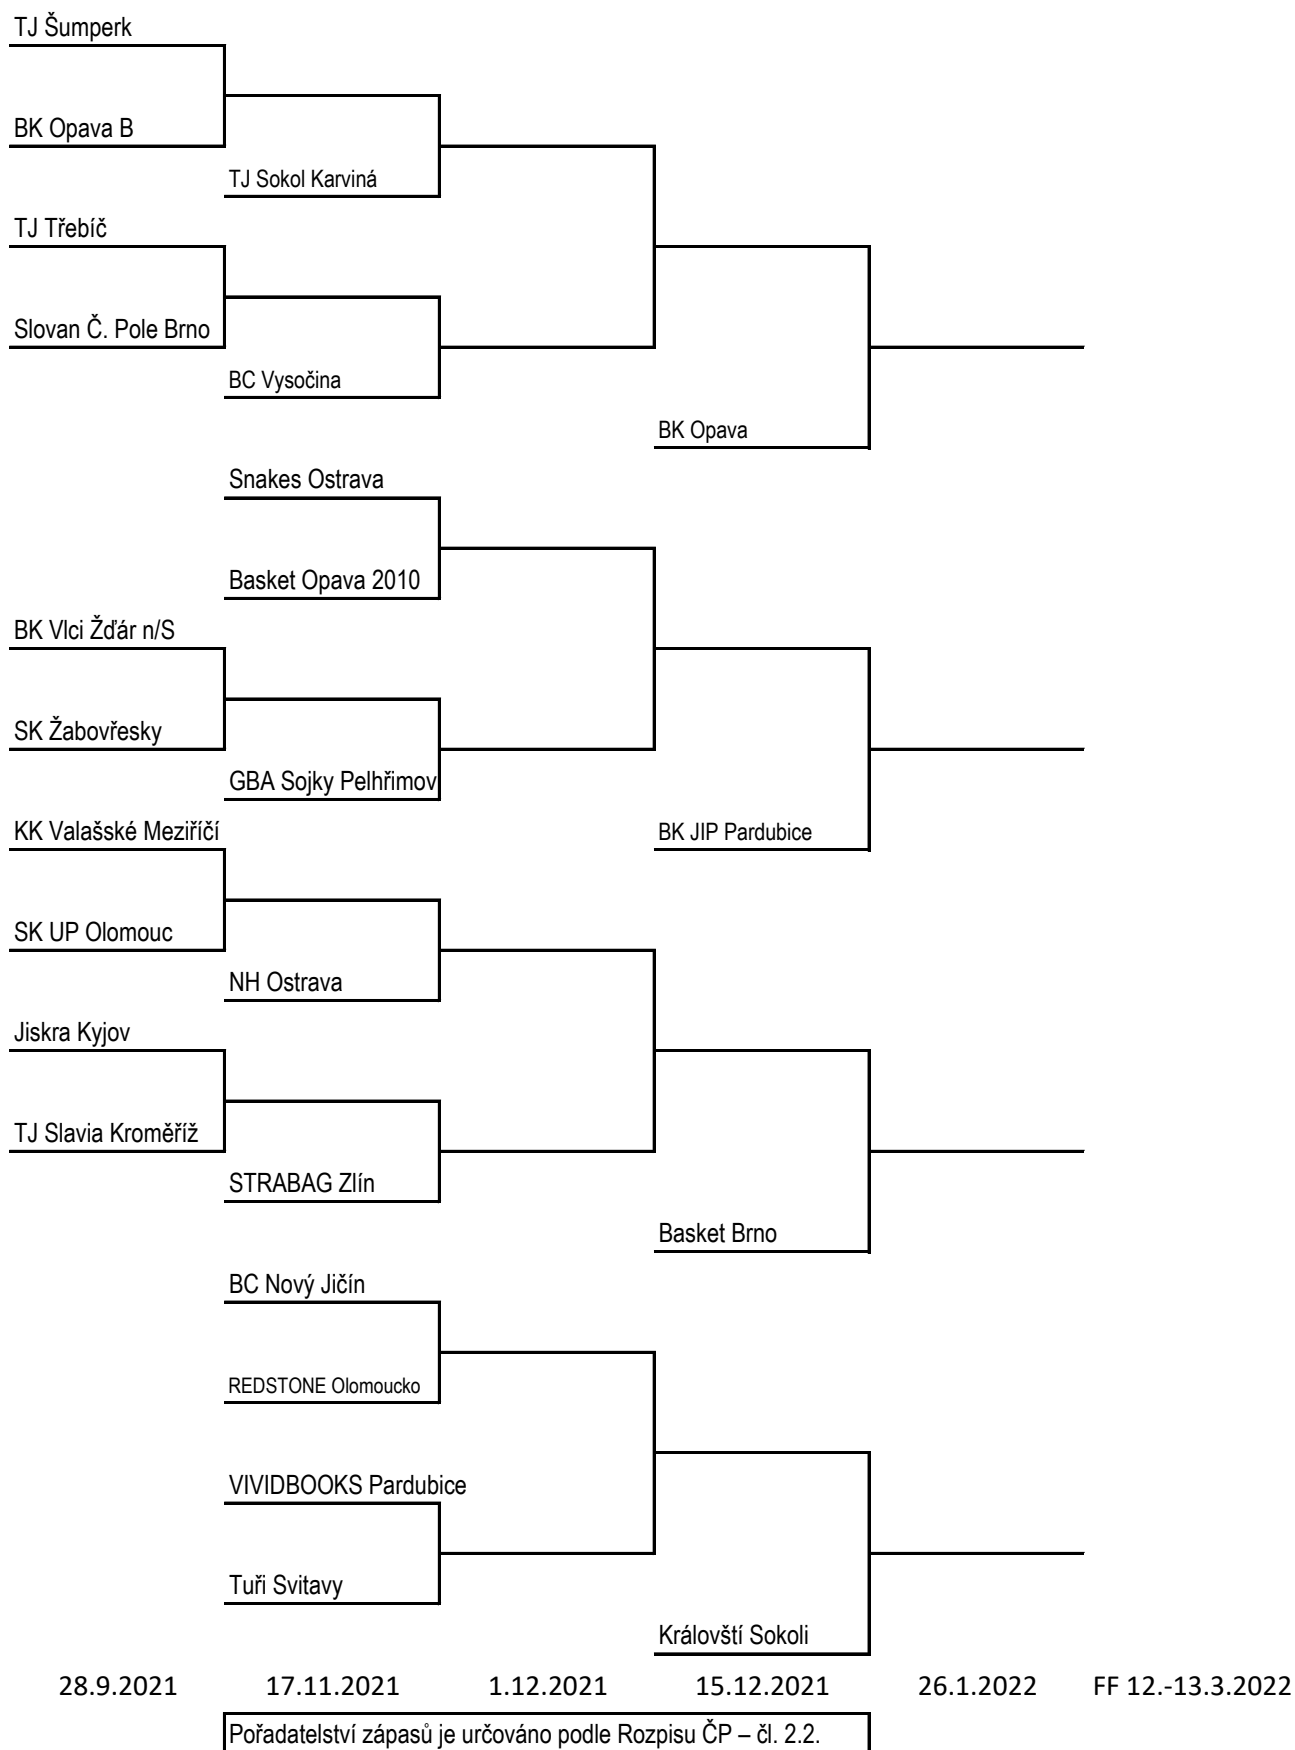 TJ Šumperk
BK Opava B
TJ Sokol Karviná
TJ Třebíč
Slovan Č. Pole Brno
BC Vysočina
BK Opava
Snakes Ostrava
Basket Opava 2010
BK Vlci Žďár n/S
SK Žabovřesky
GBA Sojky Pelhřimov
KK Valašské Meziříčí
BK JIP Pardubice
SK UP Olomouc
NH Ostrava
Jiskra Kyjov
TJ Slavia Kroměříž
STRABAG Zlín
Basket Brno
BC Nový Jičín
REDSTONE Olomoucko
VIVIDBOOKS Pardubice
Tuři Svitavy
Královští Sokoli
28.9.2021 17.11.2021 1.12.2021 15.12.2021 26.1.2022 FF 12.-13.3.2022
Pořadatelství zápasů je určováno podle Rozpisu ČP – čl. 2.2.